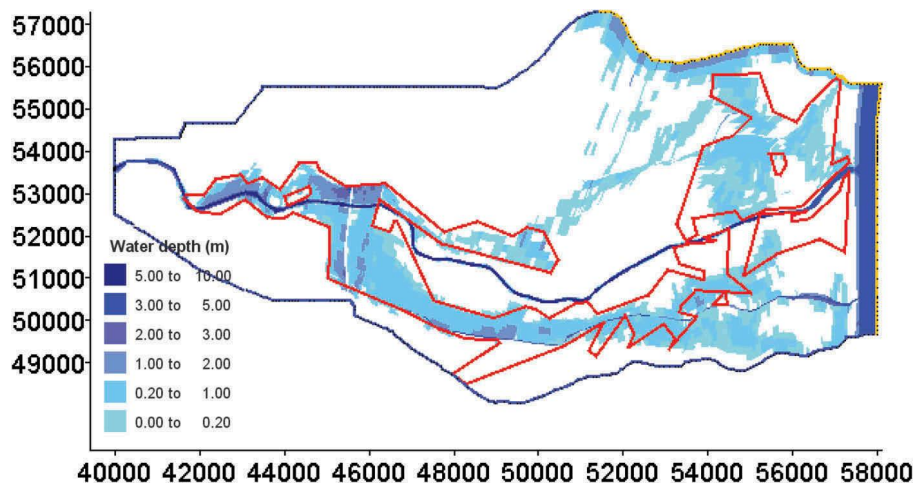 57000
56000
55000
54000
53000
52000
51000
50000
49000
Water depth (m)
5.00 to 10.00
3.00 to 5.00
2.00 to 3.00
1.00 to 2.00
0.20 to 1.00
0.00 to 0.20
40000 42000 44000 46000 48000 50000 52000 54000 56000 58000